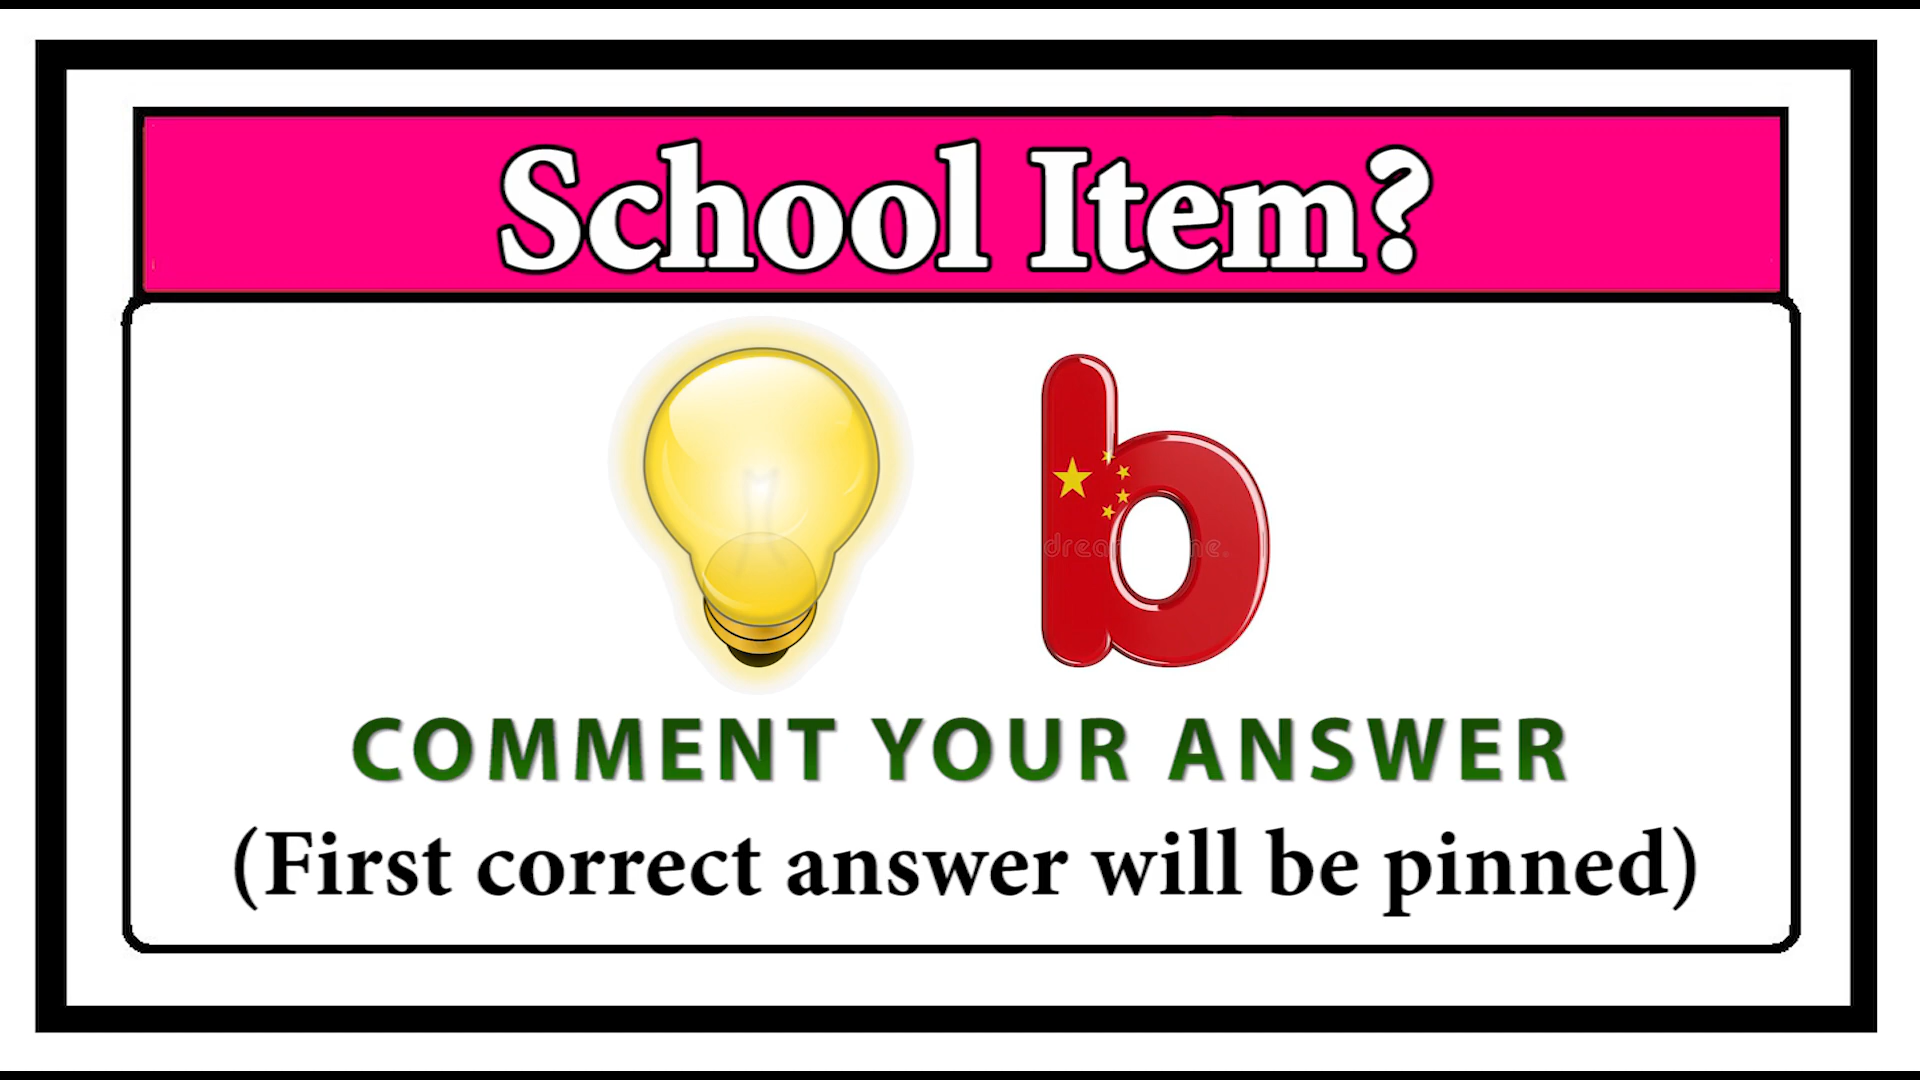 School Item?
b
COMMENT YOUR ANSWER
(First correct answer will be pinned)